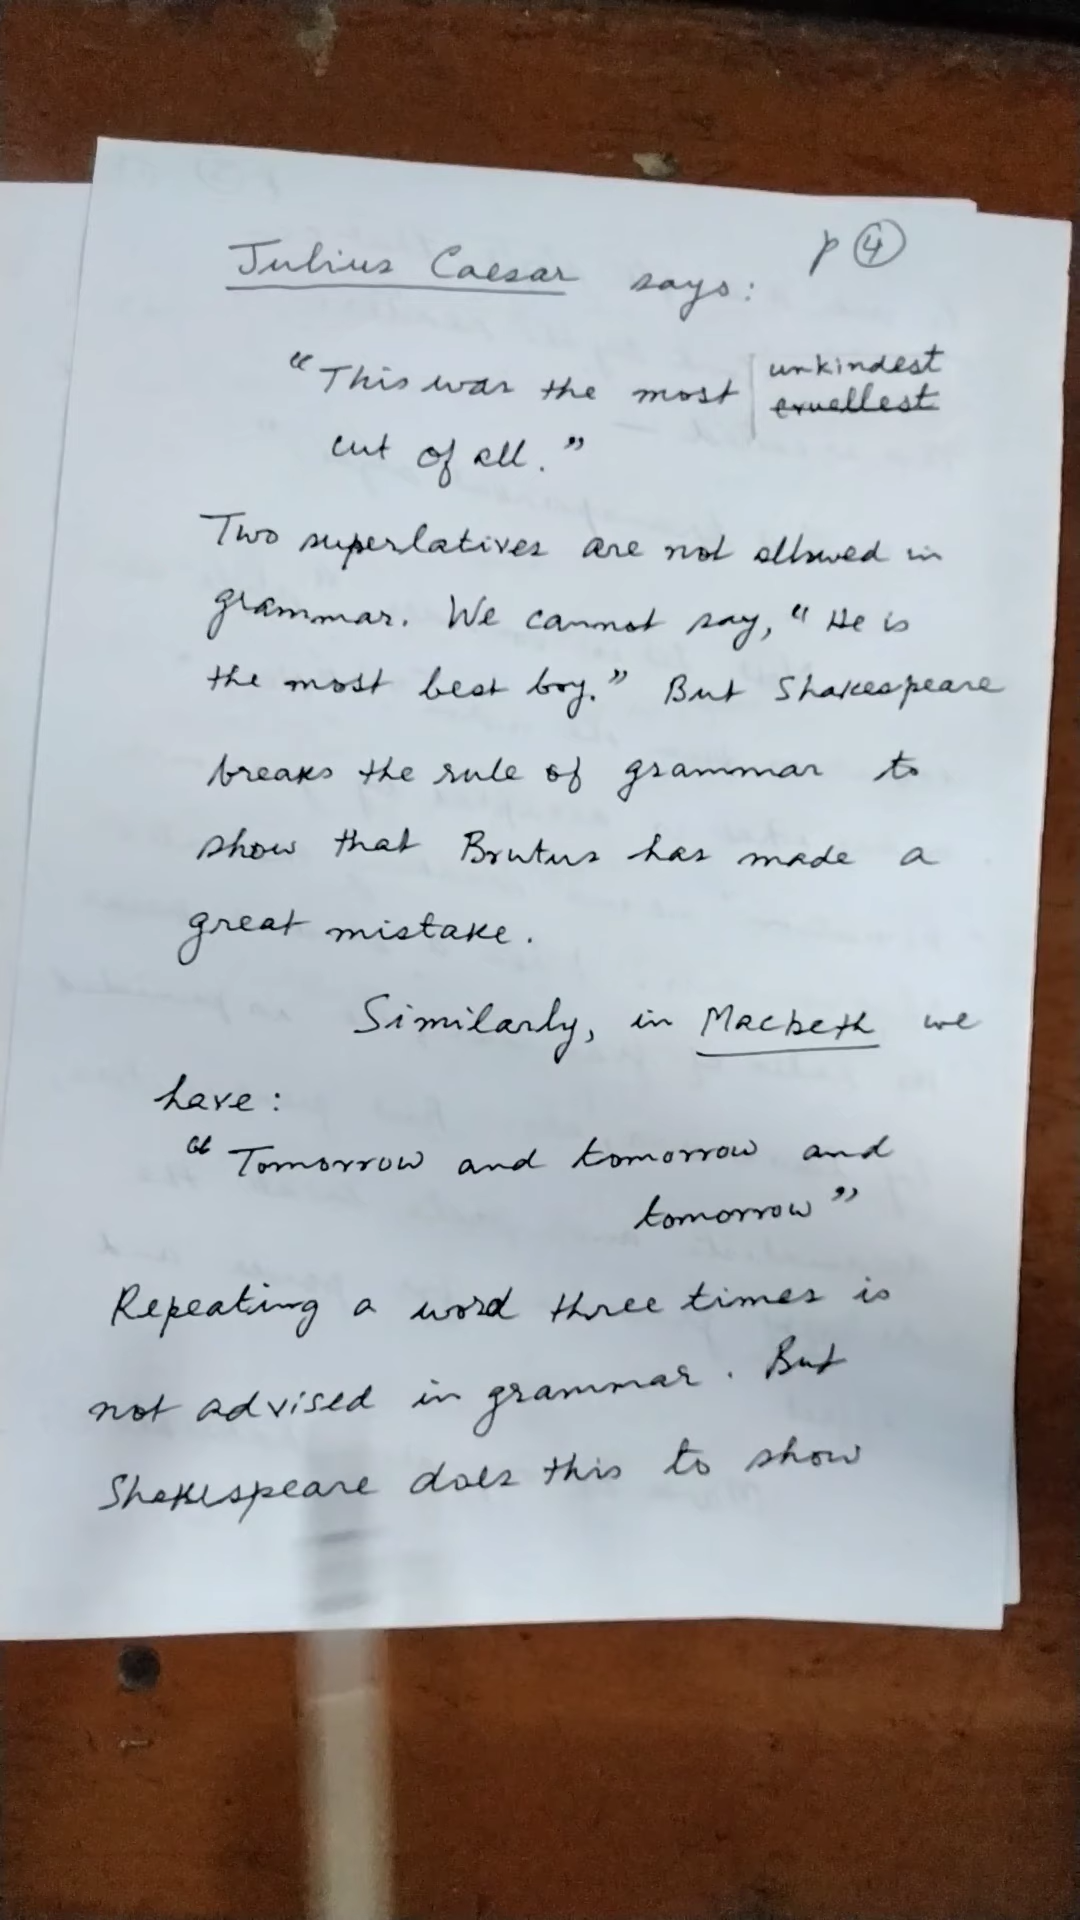 p ④
Julius Caesar says:
"This was the most unkindest
cruellest
cut of all."
Two superlatives are not allowed in
grammar. We cannot say, "He is
the most best boy." But Shakespeare
breaks the rule of grammar to
show that Brutus has made a
great mistake.
Similarly, in Macbeth we
have:
"Tomorrow and tomorrow and
tomorrow"
Repeating a word three times is
not advised in grammar. But
Shakespeare does this to show